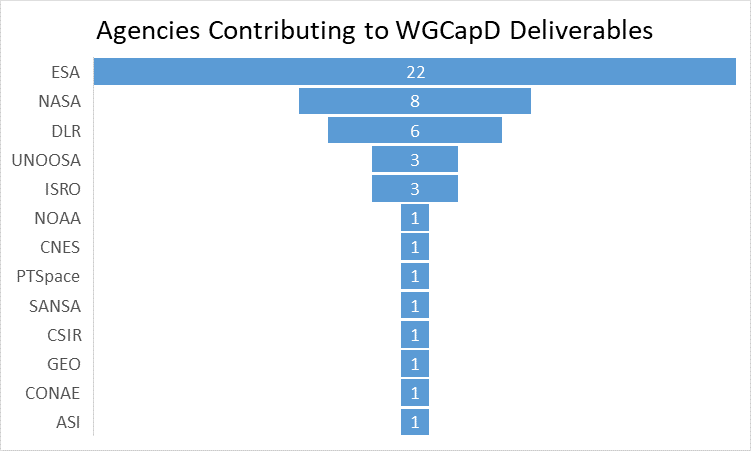 Agencies Contributing to WGCapD Deliverables
ESA 22
NASA 8
DLR 6
UNOOSA 3
ISRO 3
NOAA 1
CNES 1
PTSpace 1
SANSA 1
CSIR 1
GEO 1
CONAE 1
ASI 1